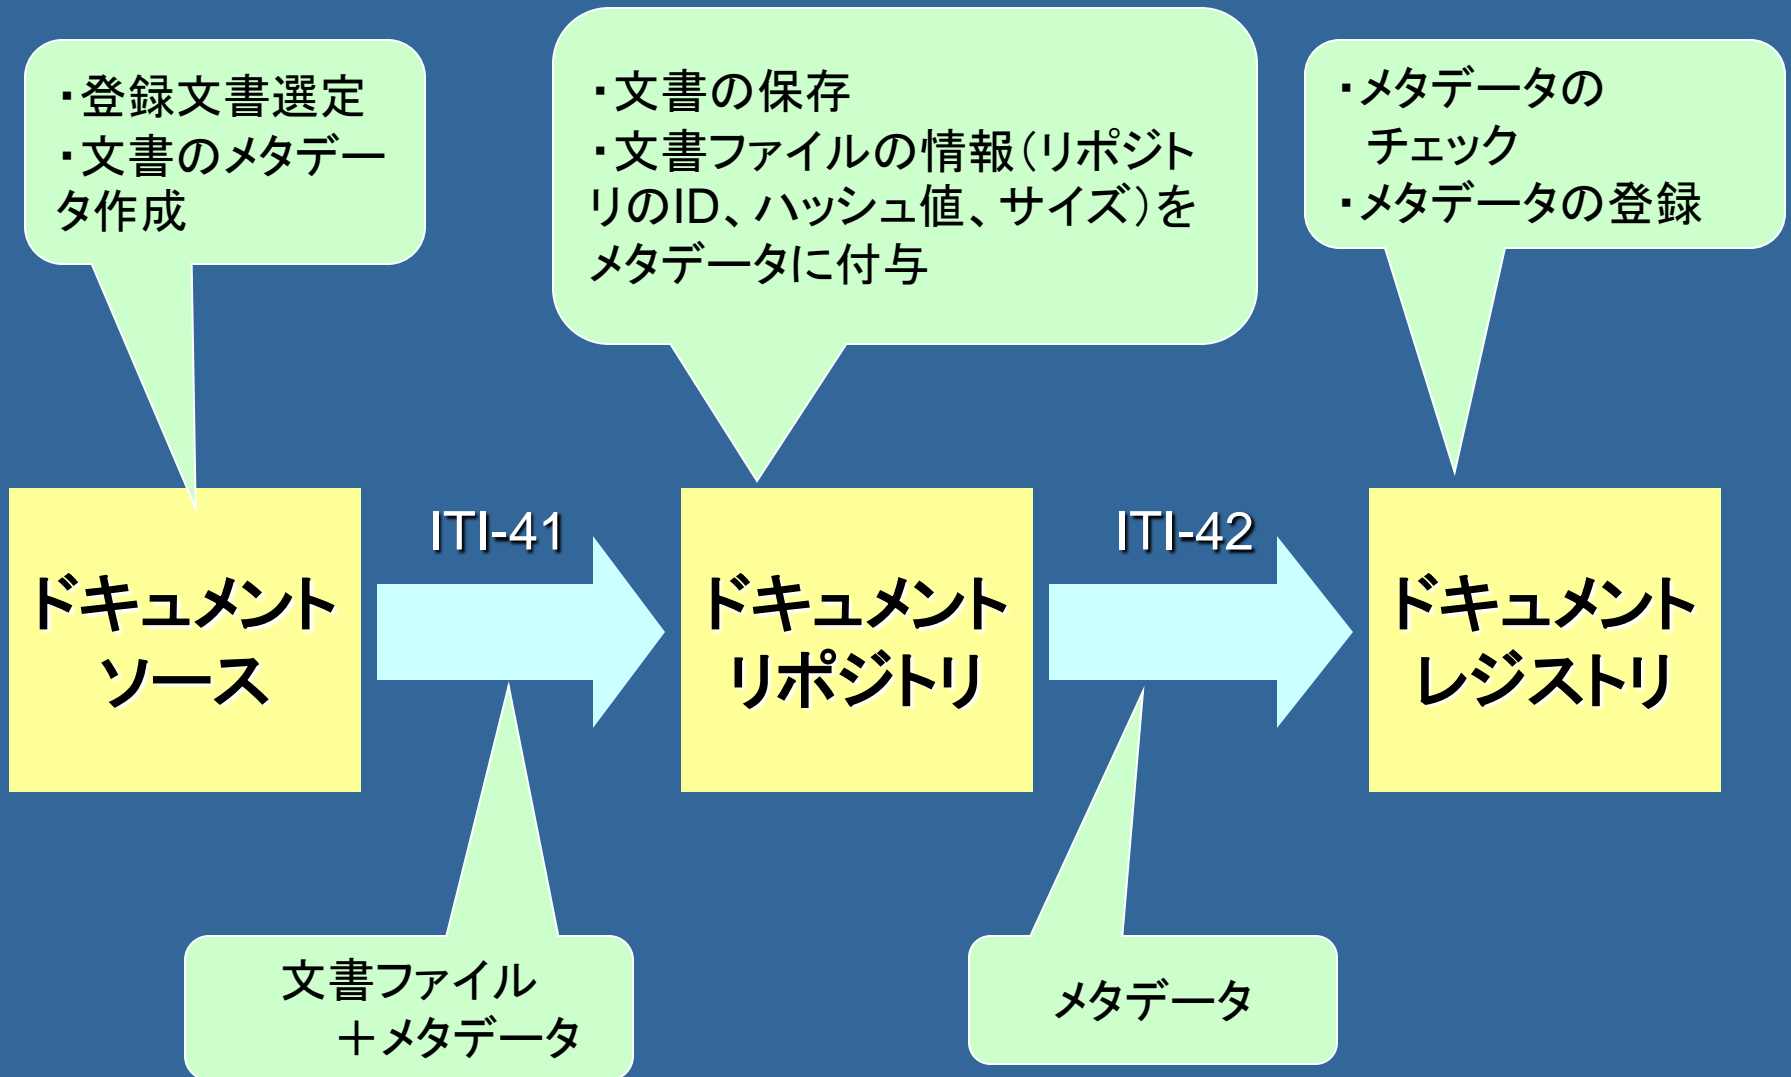 ・登録文書選定
・文書のメタデー
タ作成
・文書の保存
・文書ファイルの情報（リポジト
リのID、ハッシュ値、サイズ）を
メタデータに付与
・メタデータの
チェック
・メタデータの登録
ITI-41
ITI-42
ドキュメント
ソース
ドキュメント
リポジトリ
ドキュメント
レジストリ
文書ファイル
＋メタデータ
メタデータ